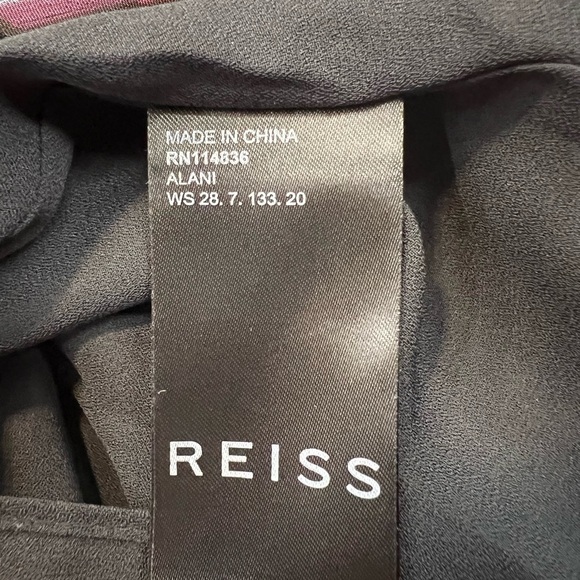 MADE IN CHINA
RN114836
ALANI
WS 28. 7. 133. 20
REISS